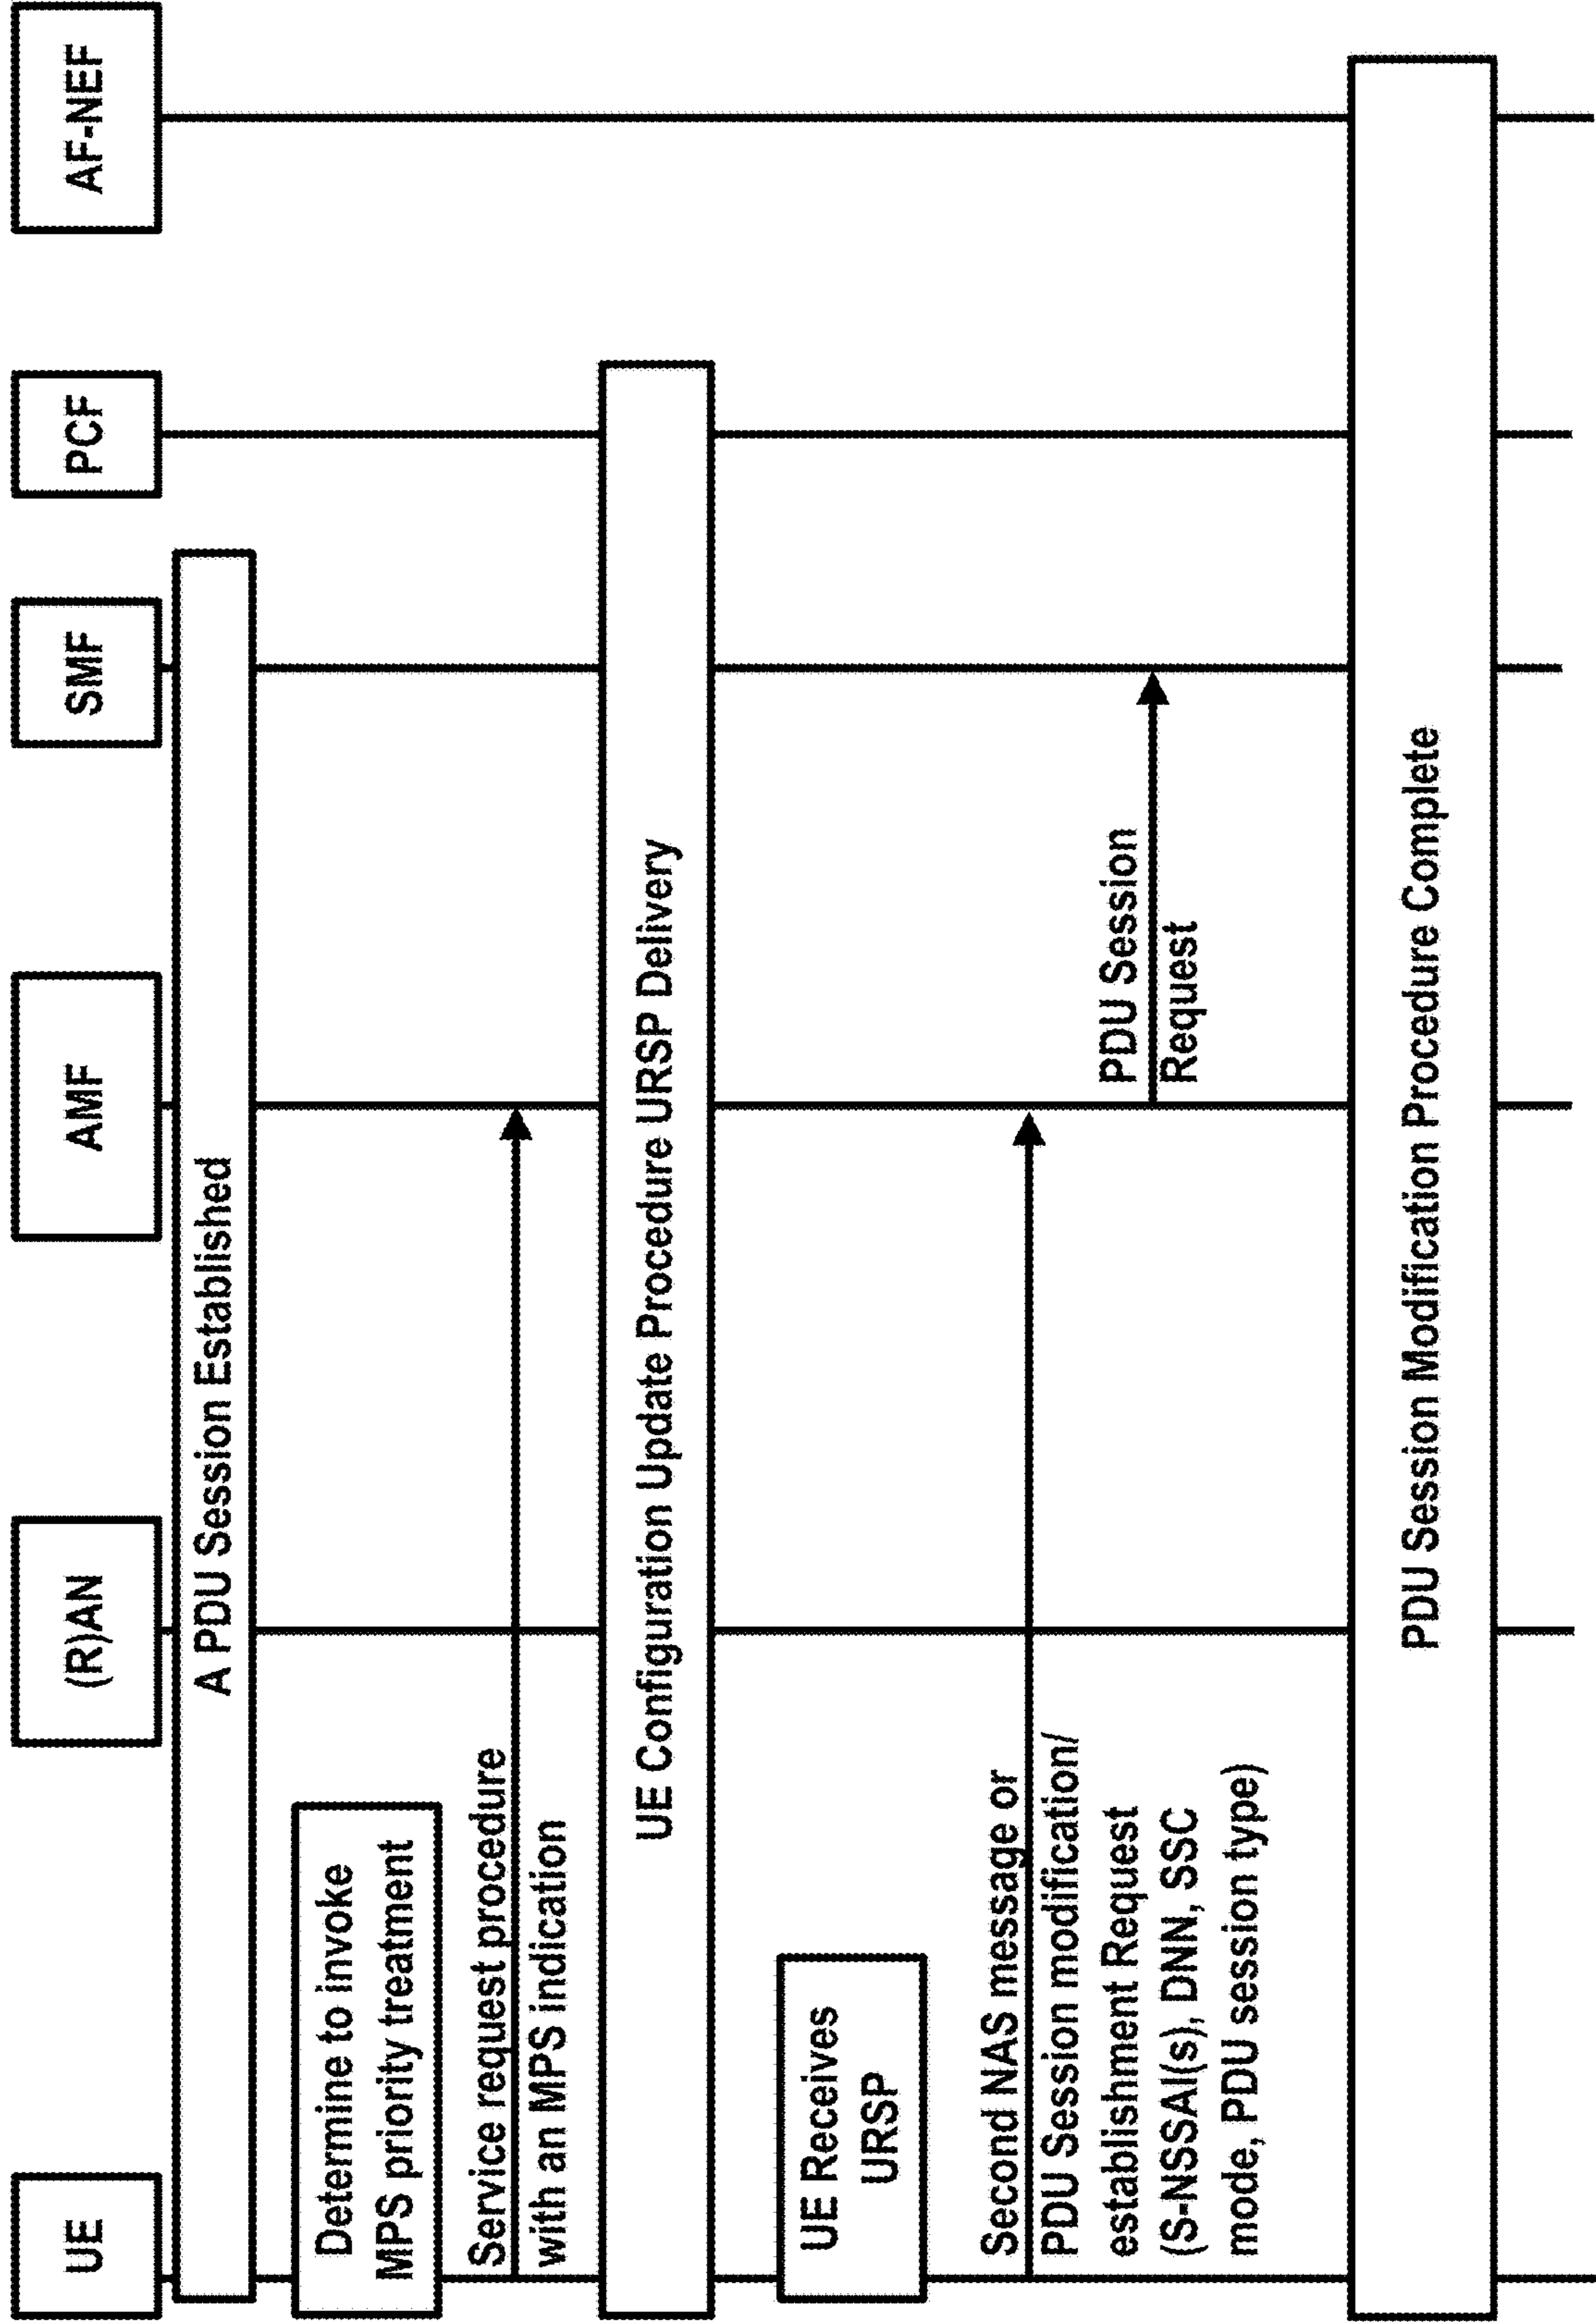 UE
(R)AN
AMF
SMF
PCF
AF-NEF
A PDU Session Established
Determine to invoke
MPS priority treatment
Service request procedure
with an MPS indication
UE Configuration Update Procedure URSP Delivery
UE Receives
URSP
Second NAS message or
PDU Session modification/
establishment Request
(S-NSSAI(s), DNN, SSC
mode, PDU session type)
PDU Session
Request
PDU Session Modification Procedure Complete